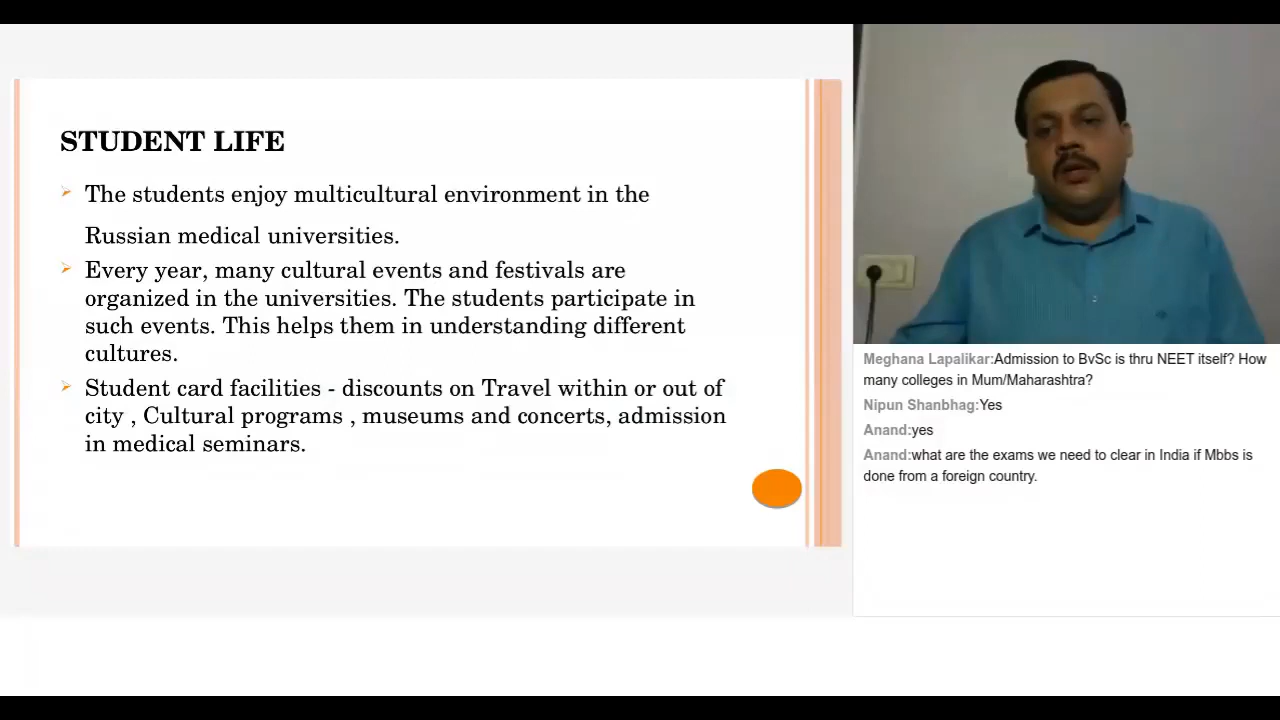 STUDENT LIFE
The students enjoy multicultural environment in the
Russian medical universities.
Every year, many cultural events and festivals are
organized in the universities. The students participate in
such events. This helps them in understanding different
cultures.
Student card facilities - discounts on Travel within or out of
city , Cultural programs , museums and concerts, admission
in medical seminars.
Meghana Lapalikar:Admission to BvSc is thru NEET itself? How
many colleges in Mum/Maharashtra?
Nipun Shanbhag:Yes
Anand:yes
Anand:what are the exams we need to clear in India if Mbbs is
done from a foreign country.